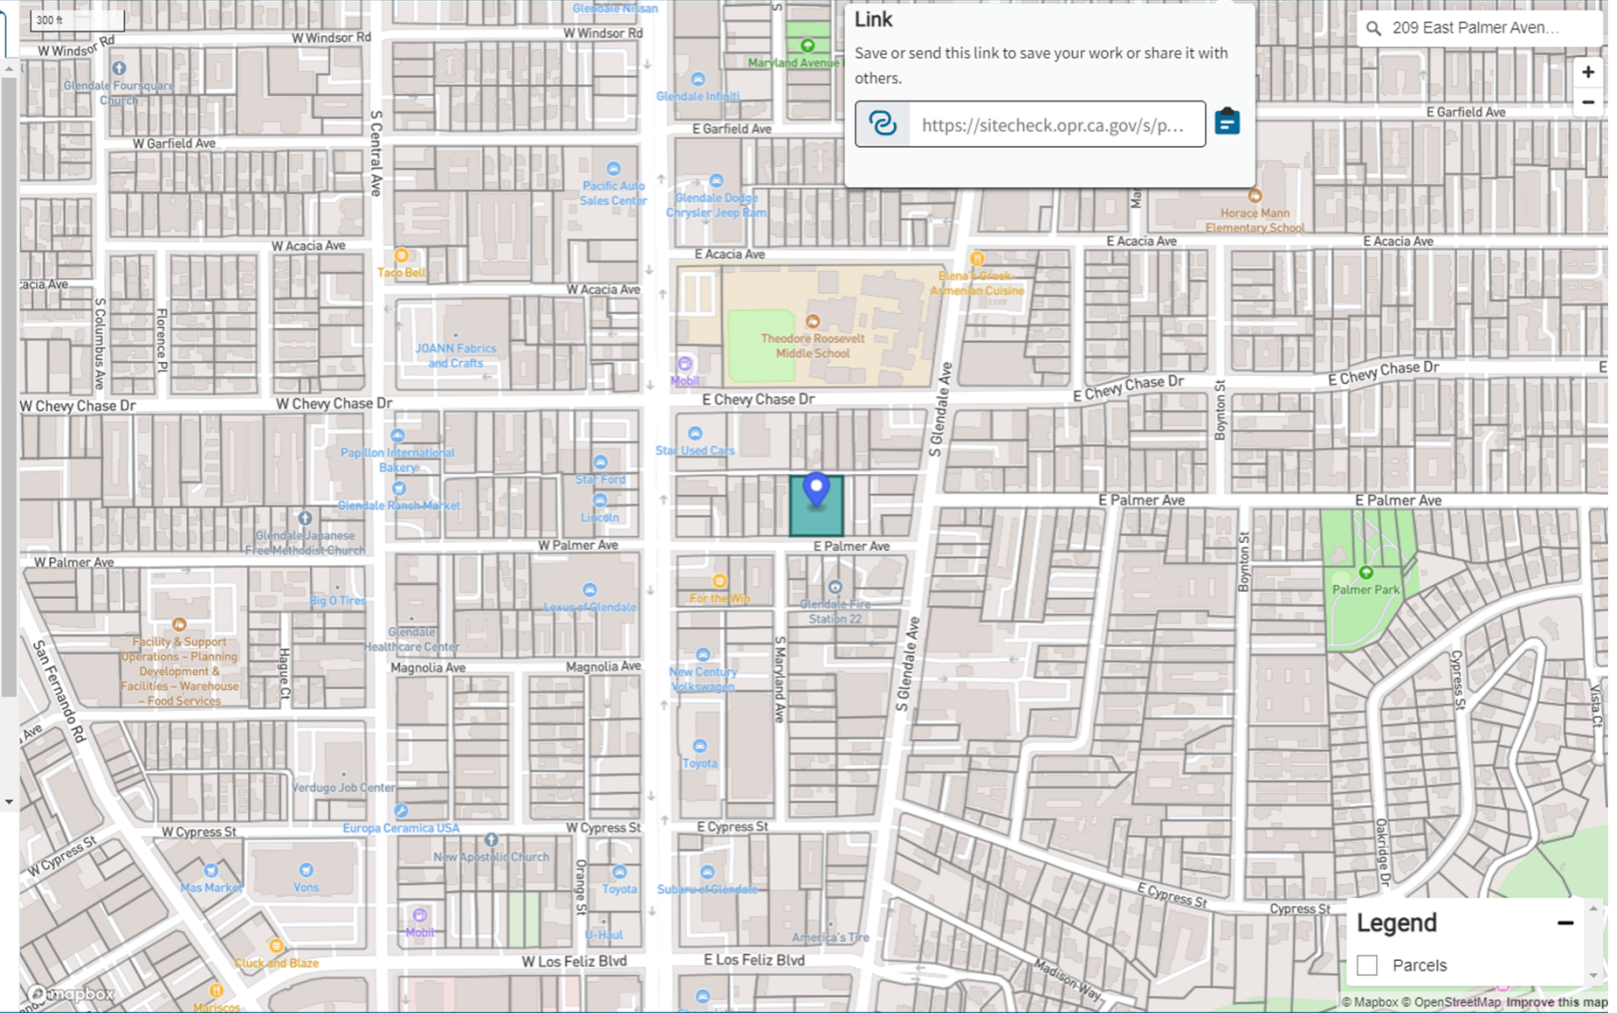 300 ft
W Windsor Rd
W Windsor Rd
Glendale Nissan
W Windsor Rd
S
Maryland Avenue
Link
Save or send this link to save your work or share it with
others.
https://sitecheck.opr.ca.gov/s/p...
209 East Palmer Aven...
+
−
Glendale Foursquare
Church
Glendale Infiniti
E Garfield Ave
E Garfield Ave
W Garfield Ave
S Central Ave
Pacific Auto
Sales Center
Glendale Dodge
Chrysler Jeep Ram
Mar
Horace Mann
Elementary School
W Acacia Ave
E Acacia Ave
E Acacia Ave
E Acacia Ave
Taco Bell
Elena's Greek
Armenian Cuisine
acacia Ave
W Acacia Ave
S Columbus Ave
Florence Pl
JOANN Fabrics
and Crafts
Theodore Roosevelt
Middle School
Mobil
S Glendale Ave
E Chevy Chase Dr
E Chevy Chase Dr
E
W Chevy Chase Dr
W Chevy Chase Dr
E Chevy Chase Dr
Boynton St
Papillon International
Bakery
Star Used Cars
Star Ford
Glendale Ranch Market
Lincoln
E Palmer Ave
E Palmer Ave
Glendale Japanese
Free Methodist Church
W Palmer Ave
E Palmer Ave
W Palmer Ave
Boynton St
Palmer Park
Big O Tires
Lexus of Glendale
For the Win
Glendale Fire
Station 22
Glendale
Healthcare Center
Facility & Support
Operations – Planning
Development &
Facilities – Warehouse
– Food Services
San Fernando Rd
Hague Ct
Magnolia Ave
Magnolia Ave
New Century
Volkswagen
S Maryland Ave
S Glendale Ave
Cypress St
Vista Ct
Ave
Toyota
Verdugo Job Center
Europa Ceramica USA
W Cypress St
W Cypress St
E Cypress St
W Cypress St
New Apostolic Church
Orange St
Oakridge Dr
Mas Market
Vons
Toyota
Subaru of Glendale
E Cypress St
Cypress St
Mobil
U-Haul
America's Tire
Cluck and Blaze
W Los Feliz Blvd
E Los Feliz Blvd
Madison Way
Legend
Parcels
mapbox
Mariscos
© Mapbox © OpenStreetMap Improve this map